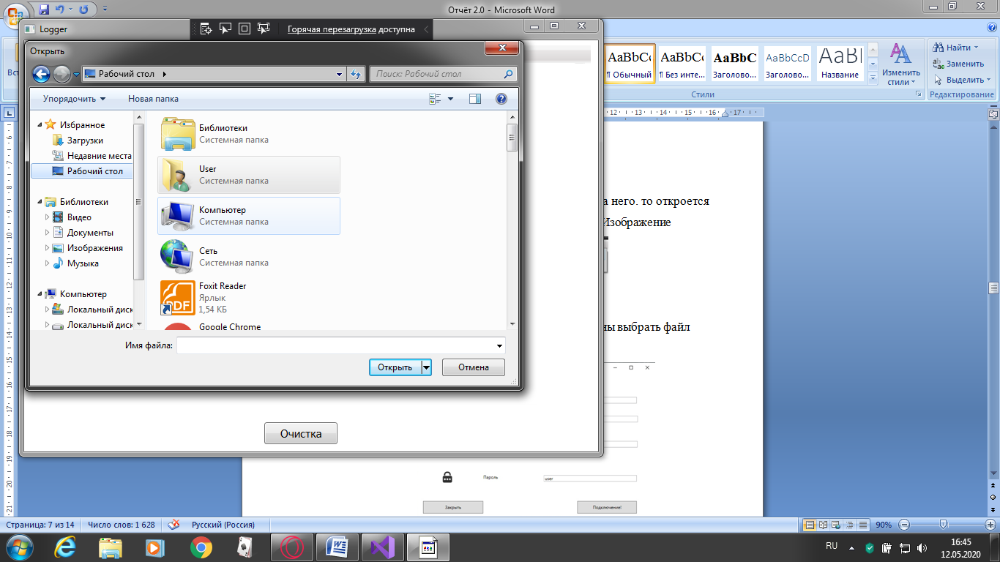 Отчёт 2.0 - Microsoft Word
Logger
Горячая перезагрузка доступна
Открыть
Рабочий стол
Поиск: Рабочий стол
Упорядочить
Новая папка
Избранное
Загрузки
Недавние места
Рабочий стол
Библиотеки
Видео
Документы
Изображения
Музыка
Компьютер
Локальный диск
Локальный диск
Библиотеки
Системная папка
User
Системная папка
Компьютер
Системная папка
Сеть
Системная папка
Foxit Reader
Ярлык
1,54 КБ
Google Chrome
Имя файла:
Открыть
Отмена
Очистка
AaBbCc AaBbCc AaBbC AaBbCcD AaBl
¶ Обычный ¶ Без инте... Заголово... Заголово... Название
Изменить стили
Стили
Найти
Заменить
Выделить
Редактирование
12 13 14 15 16 17
а него. то откроется
Изображение
ны выбрать файл
Пароль
user
Закрыть
Подключение!
Страница: 7 из 14
Число слов: 1 628
Русский (Россия)
90%
RU
16:45
12.05.2020